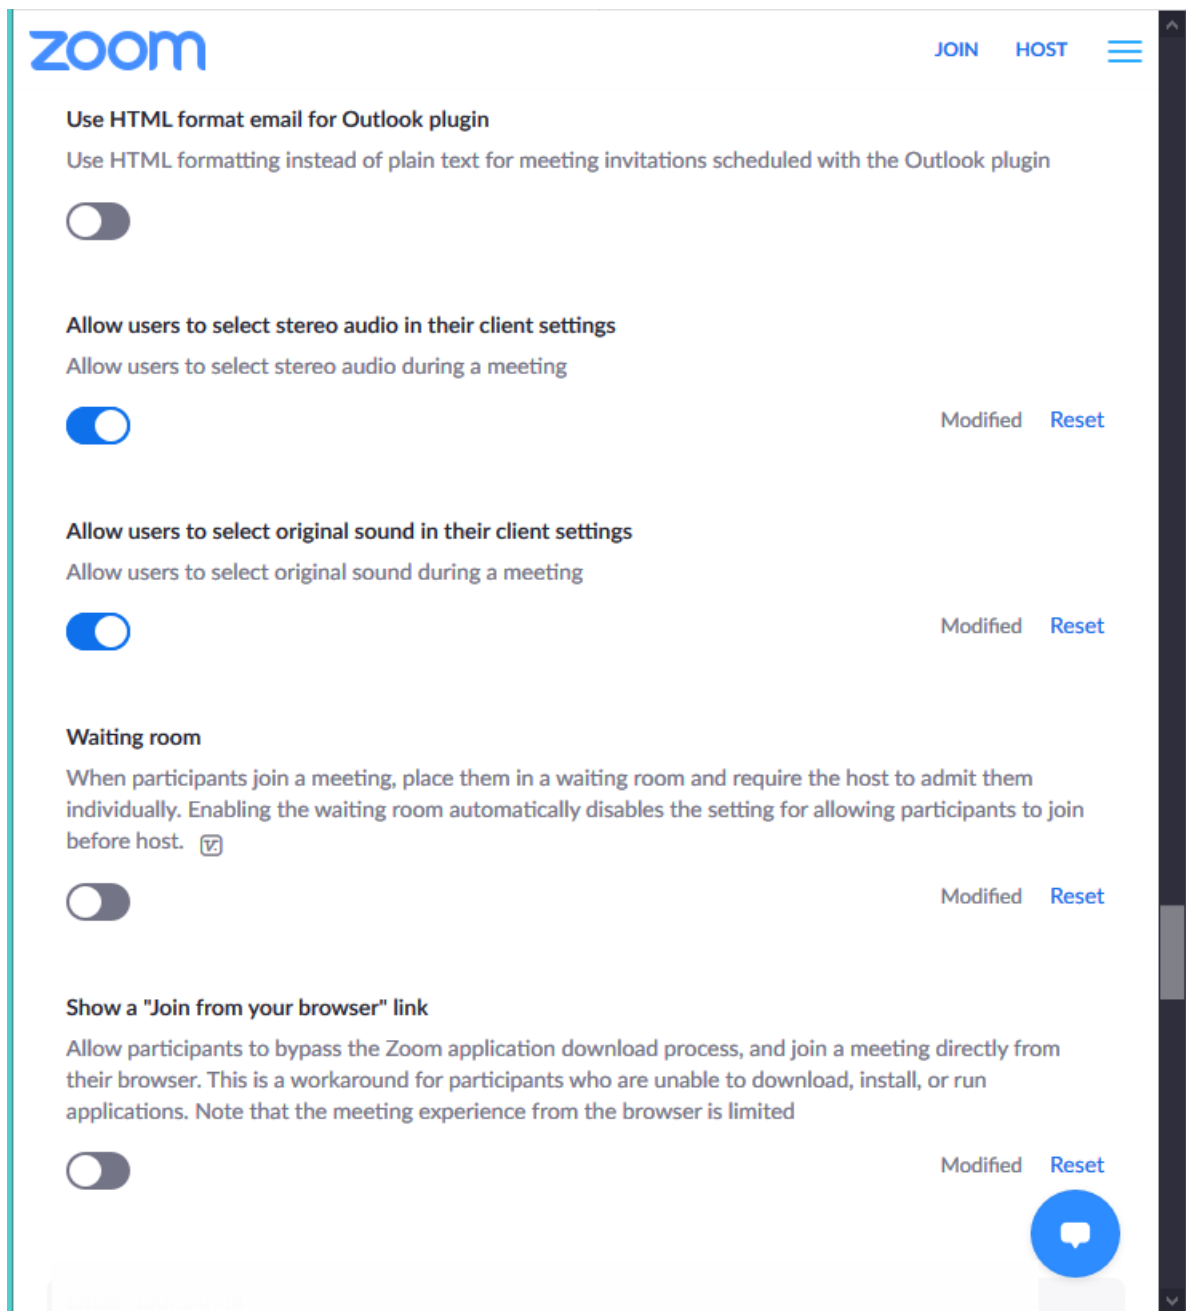 zoom
JOIN HOST
Use HTML format email for Outlook plugin
Use HTML formatting instead of plain text for meeting invitations scheduled with the Outlook plugin
Allow users to select stereo audio in their client settings
Allow users to select stereo audio during a meeting
Modified Reset
Allow users to select original sound in their client settings
Allow users to select original sound during a meeting
Modified Reset
Waiting room
When participants join a meeting, place them in a waiting room and require the host to admit them
individually. Enabling the waiting room automatically disables the setting for allowing participants to join
before host.
Modified Reset
Show a "Join from your browser" link
Allow participants to bypass the Zoom application download process, and join a meeting directly from
their browser. This is a workaround for participants who are unable to download, install, or run
applications. Note that the meeting experience from the browser is limited
Modified Reset